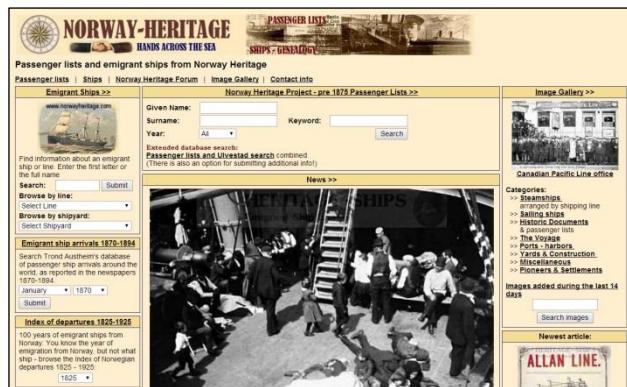 NORWAY-HERITAGE
HANDS ACROSS THE SEA
PASSENGER LISTS
SHIPS - GENEALOGY
Passenger lists and emigrant ships from Norway Heritage
Passenger lists | Ships | Norway Heritage Forum | Image Gallery | Contact info
Emigrant Ships >>
www.norwayheritage.com
Find information about an emigrant
ship or line. Enter the first letter or
the full name
Search: Submit
Browse by line:
Select Line
Browse by shipyard:
Select Shipyard
Emigrant ship arrivals 1870-1894
Search Trond Austheim's database
of passenger ship arrivals around the
world, as reported in the newspapers
1870-1894
January 1870
Submit
Index of departures 1825-1925
100 years of emigrant ships from
Norway. You know the year of
emigration from Norway, but not what
ship - browse the Index of Norwegian
departures 1825 - 1925:
1825
Norway Heritage Project - pre 1875 Passenger Lists >>
Given Name:
Surname: Keyword:
Year: All Search
Extended database search:
Passenger lists and Ulvestad search combined
(There is also an option for submitting additional info!)
News >>
HERITAGE SHIPS
Image Gallery >>
Canadian Pacific Line office
Categories:
>> Steamships
arranged by shipping line
>> Sailing ships
>> Historic Documents
& passenger lists
>> The Voyage
>> Ports - harbors
>> Yards & Construction
>> Miscellaneous
>> Pioneers & Settlements
Images added during the last 14
days
Search images
Newest article:
ALLAN LINE.